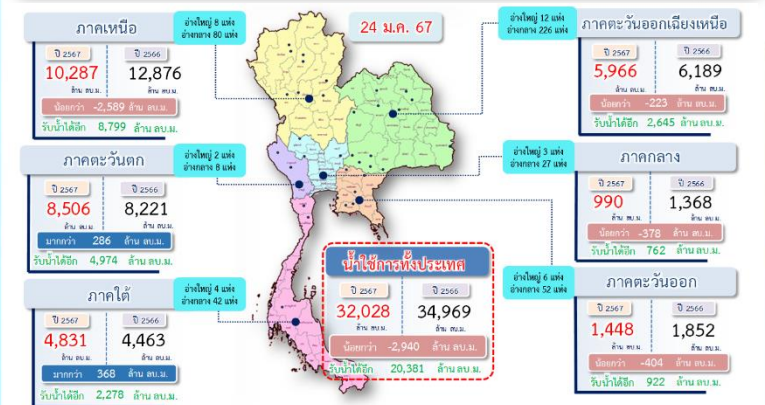 24 ม.ค. 67
ภาคเหนือ
อ่างใหญ่ 8 แห่ง
อ่างกลาง 80 แห่ง
ปี 2567 ปี 2566
10,287 12,876
ล้าน ลบ.ม. ล้าน ลบ.ม.
น้อยกว่า -2,589 ล้าน ลบ.ม.
รับน้ำได้อีก 8,799 ล้าน ลบ.ม.
ภาคตะวันออกเฉียงเหนือ
อ่างใหญ่ 12 แห่ง
อ่างกลาง 226 แห่ง
ปี 2567 ปี 2566
5,966 6,189
ล้าน ลบ.ม. ล้าน ลบ.ม.
น้อยกว่า -223 ล้าน ลบ.ม.
รับน้ำได้อีก 2,645 ล้าน ลบ.ม.
ภาคตะวันตก
อ่างใหญ่ 2 แห่ง
อ่างกลาง 8 แห่ง
ปี 2567 ปี 2566
8,506 8,221
ล้าน ลบ.ม. ล้าน ลบ.ม.
มากกว่า 286 ล้าน ลบ.ม.
รับน้ำได้อีก 4,974 ล้าน ลบ.ม.
ภาคกลาง
อ่างใหญ่ 3 แห่ง
อ่างกลาง 27 แห่ง
ปี 2567 ปี 2566
990 1,368
ล้าน ลบ.ม. ล้าน ลบ.ม.
น้อยกว่า -378 ล้าน ลบ.ม.
รับน้ำได้อีก 762 ล้าน ลบ.ม.
ภาคใต้
อ่างใหญ่ 4 แห่ง
อ่างกลาง 42 แห่ง
ปี 2567 ปี 2566
4,831 4,463
ล้าน ลบ.ม. ล้าน ลบ.ม.
มากกว่า 368 ล้าน ลบ.ม.
รับน้ำได้อีก 2,278 ล้าน ลบ.ม.
น้ำใช้การทั้งประเทศ
ปี 2567 ปี 2566
32,028 34,969
ล้าน ลบ.ม. ล้าน ลบ.ม.
น้อยกว่า -2,940 ล้าน ลบ.ม.
รับน้ำได้อีก 20,381 ล้าน ลบ.ม.
ภาคตะวันออก
อ่างใหญ่ 6 แห่ง
อ่างกลาง 52 แห่ง
ปี 2567 ปี 2566
1,448 1,852
ล้าน ลบ.ม. ล้าน ลบ.ม.
น้อยกว่า -404 ล้าน ลบ.ม.
รับน้ำได้อีก 922 ล้าน ลบ.ม.